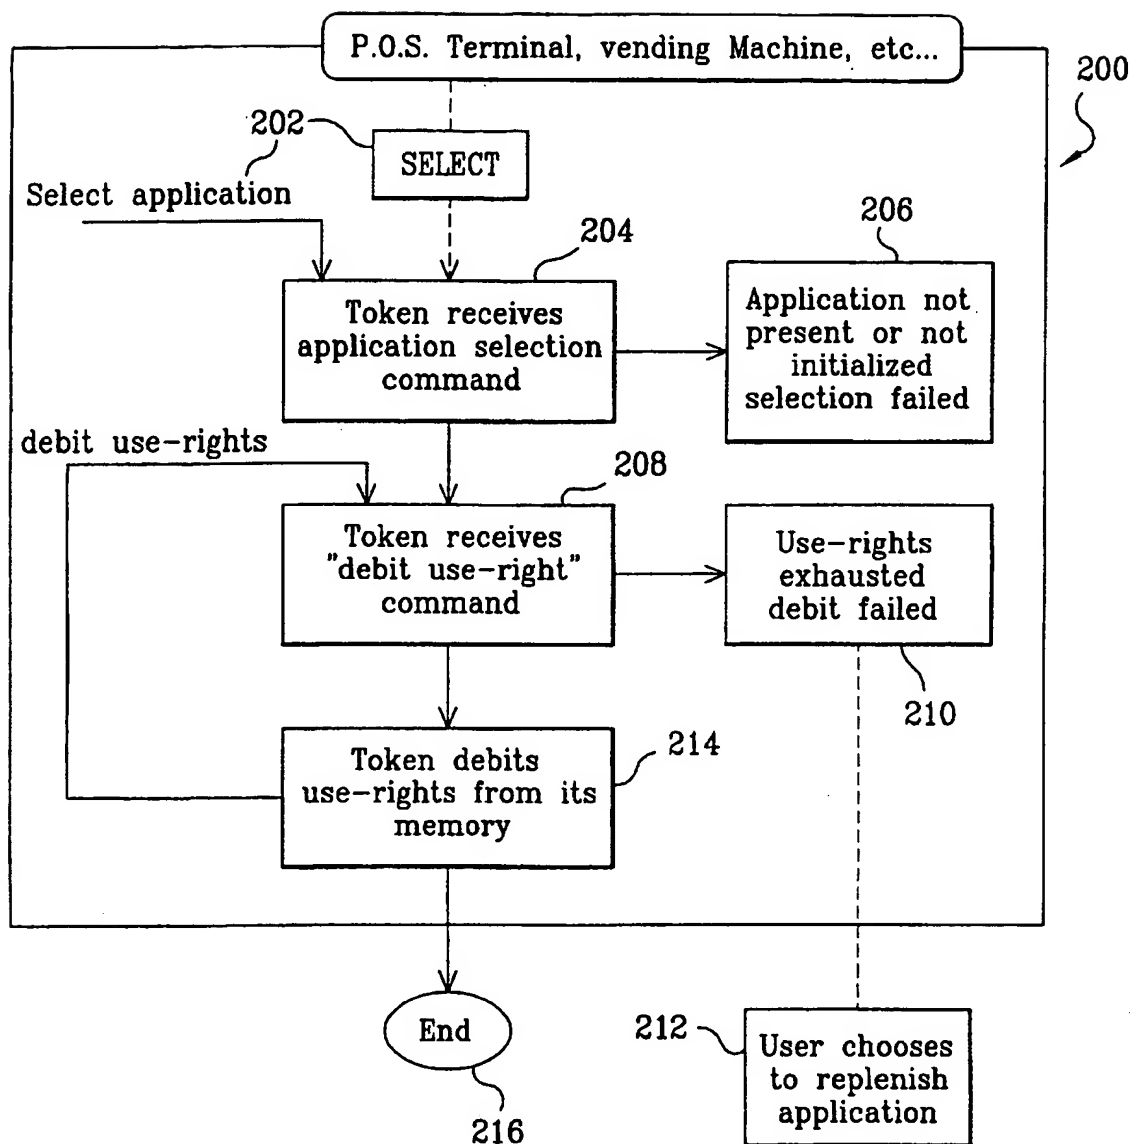 P.O.S. Terminal, vending Machine, etc...
200
202
SELECT
Select application
204
206
Token receives
application selection
command
Application not
present or not
initialized
selection failed
debit use-rights
208
Token receives
"debit use-right"
command
Use-rights
exhausted
debit failed
210
214
Token debits
use-rights from its
memory
End
216
212
User chooses
to replenish
application